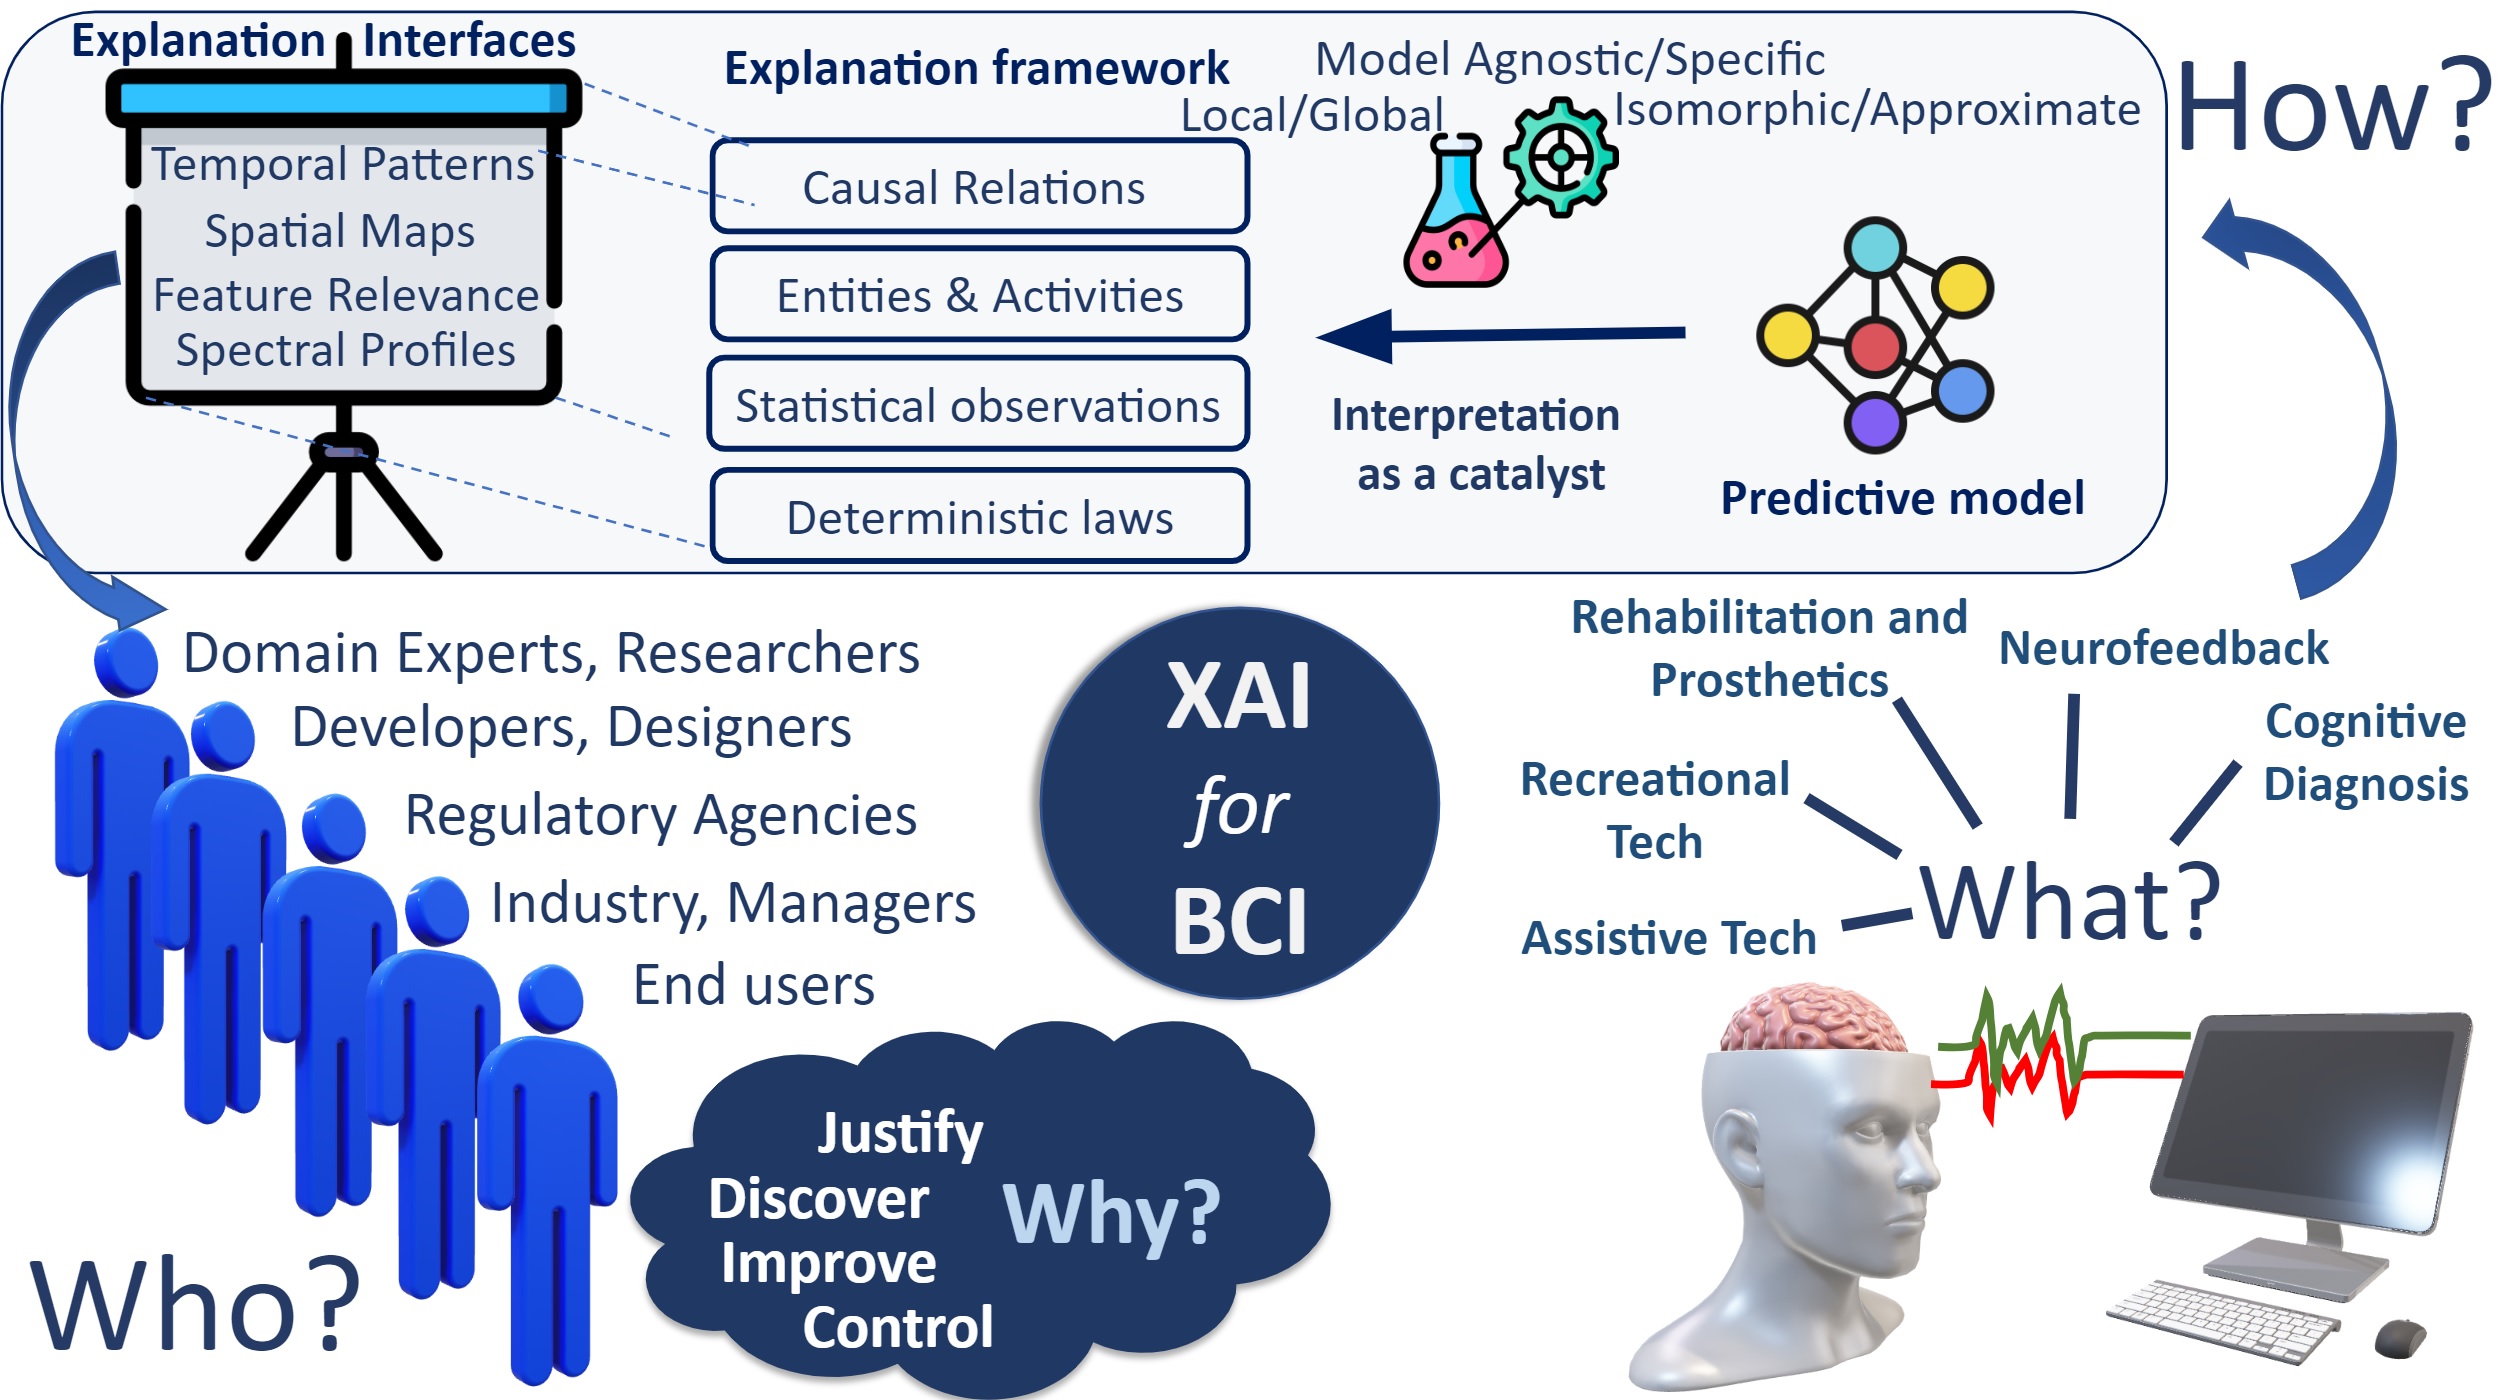 Explanation Interfaces
Temporal Patterns
Spatial Maps
Feature Relevance
Spectral Profiles
Explanation framework
Causal Relations
Entities & Activities
Statistical observations
Deterministic laws
Model Agnostic/Specific
Local/Global
Isomorphic/Approximate
Interpretation
as a catalyst
Predictive model
How?
Domain Experts, Researchers
Developers, Designers
Regulatory Agencies
Industry, Managers
End users
Who?
XAI
for
BCI
Justify
Discover
Improve
Control
Why?
Rehabilitation and
Prosthetics
Neurofeedback
Cognitive
Diagnosis
Recreational
Tech
Assistive Tech
What?